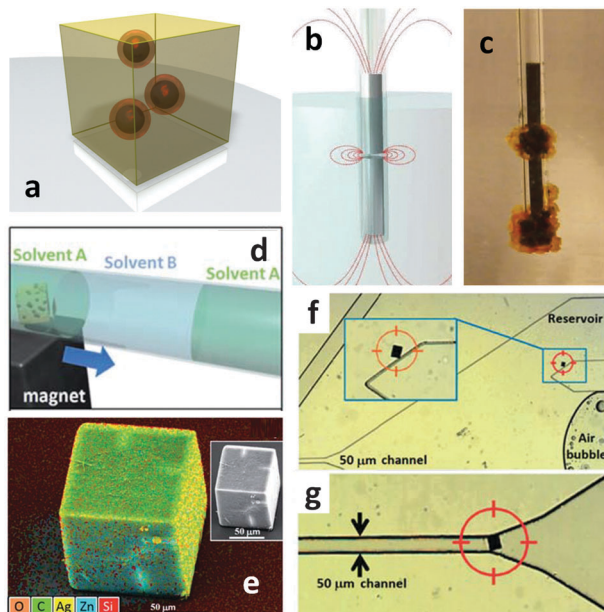 a
b
c
d
Solvent A
Solvent B
Solvent A
magnet
50 μm
e
O C Ag Zn Si
50 μm
f
Reservoir
C
Air
bubble
50 μm channel
g
50 μm channel